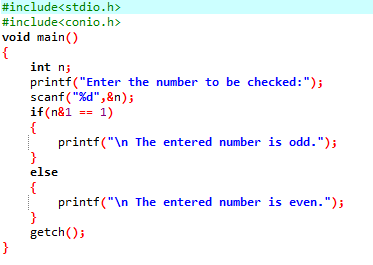 #include<stdio.h>
#include<conio.h>
void main()
{
    int n;
    printf("Enter the number to be checked:");
    scanf("%d",&n);
    if(n&1 == 1)
    {
        printf("\n The entered number is odd.");
    }
    else
    {
        printf("\n The entered number is even.");
    }
    getch();
}